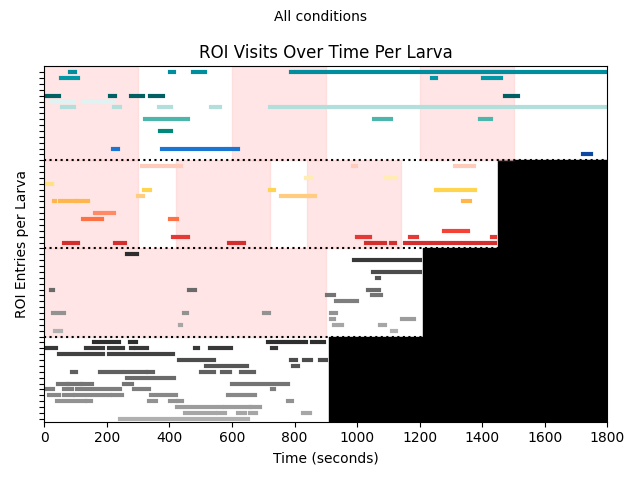 All conditions
ROI Visits Over Time Per Larva
ROI Entries per Larva
0 200 400 600 800 1000 1200 1400 1600 1800
Time (seconds)